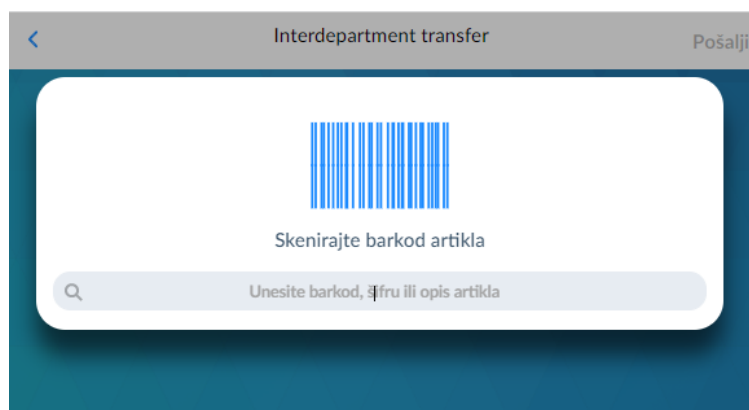 Interdepartment transfer
Pošalji
Skenirajte barkod artikla
Unesite barkod, šifru ili opis artikla